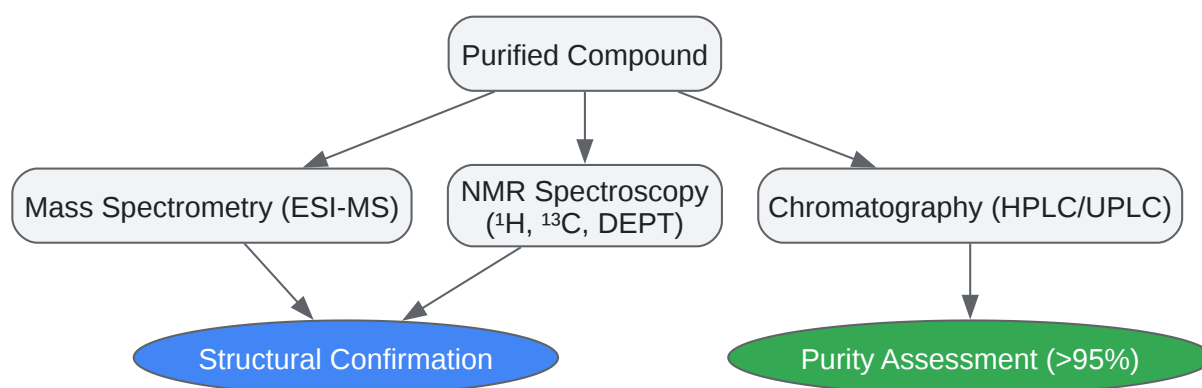 Purified Compound
Mass Spectrometry (ESI-MS)
NMR Spectroscopy
(¹H, ¹³C, DEPT)
Chromatography (HPLC/UPLC)
Structural Confirmation
Purity Assessment (>95%)